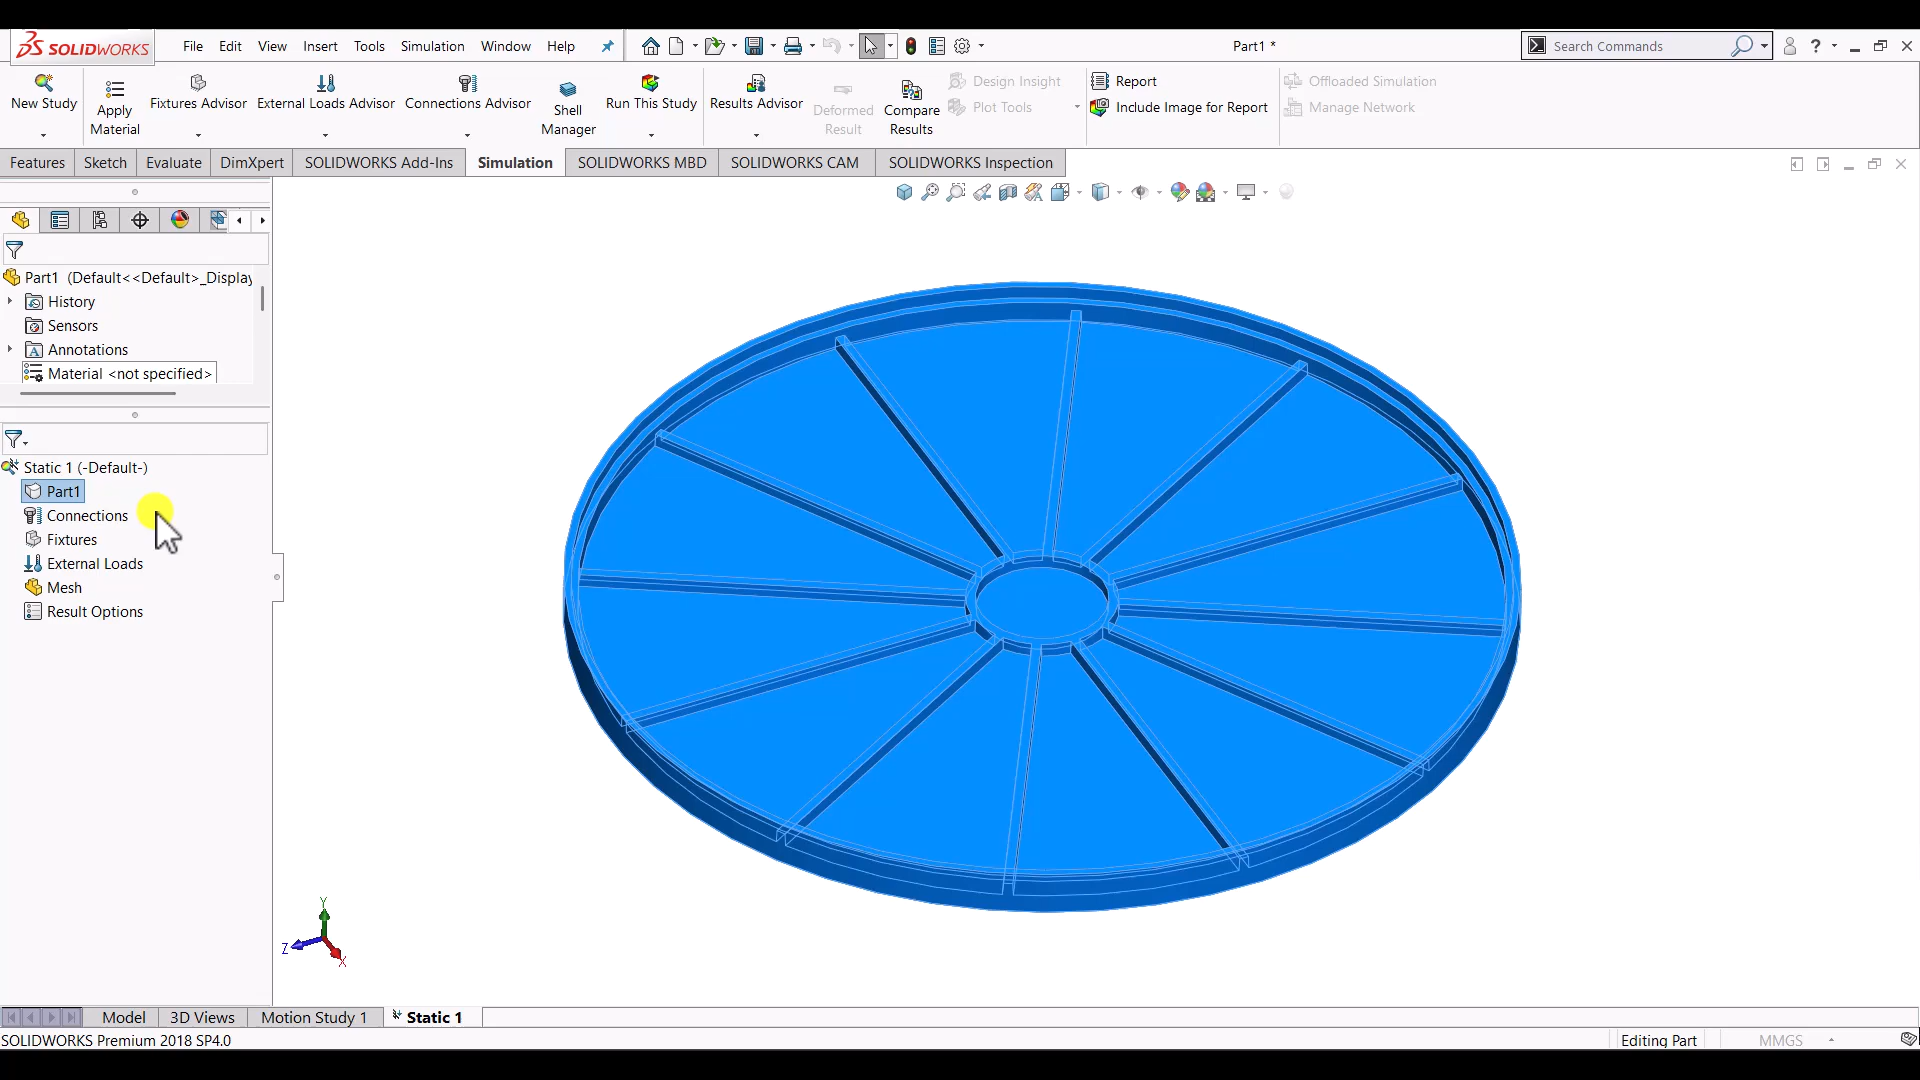 SOLIDWORKS File Edit View Insert Tools Simulation Window Help Part1 * Search Commands ?
New Study Apply Material Fixtures Advisor External Loads Advisor Connections Advisor Shell Manager Run This Study Results Advisor Deformed Result Compare Results
Design Insight
Plot Tools
Report
Include Image for Report
Offloaded Simulation
Manage Network
Features Sketch Evaluate DimXpert SOLIDWORKS Add-Ins Simulation SOLIDWORKS MBD SOLIDWORKS CAM SOLIDWORKS Inspection
Part1 (Default<<Default>_Display
History
Sensors
Annotations
Material <not specified>
Static 1 (-Default-)
Part1
Connections
Fixtures
External Loads
Mesh
Result Options
Y
Z
X
Model 3D Views Motion Study 1 Static 1
SOLIDWORKS Premium 2018 SP4.0 Editing Part MMGS